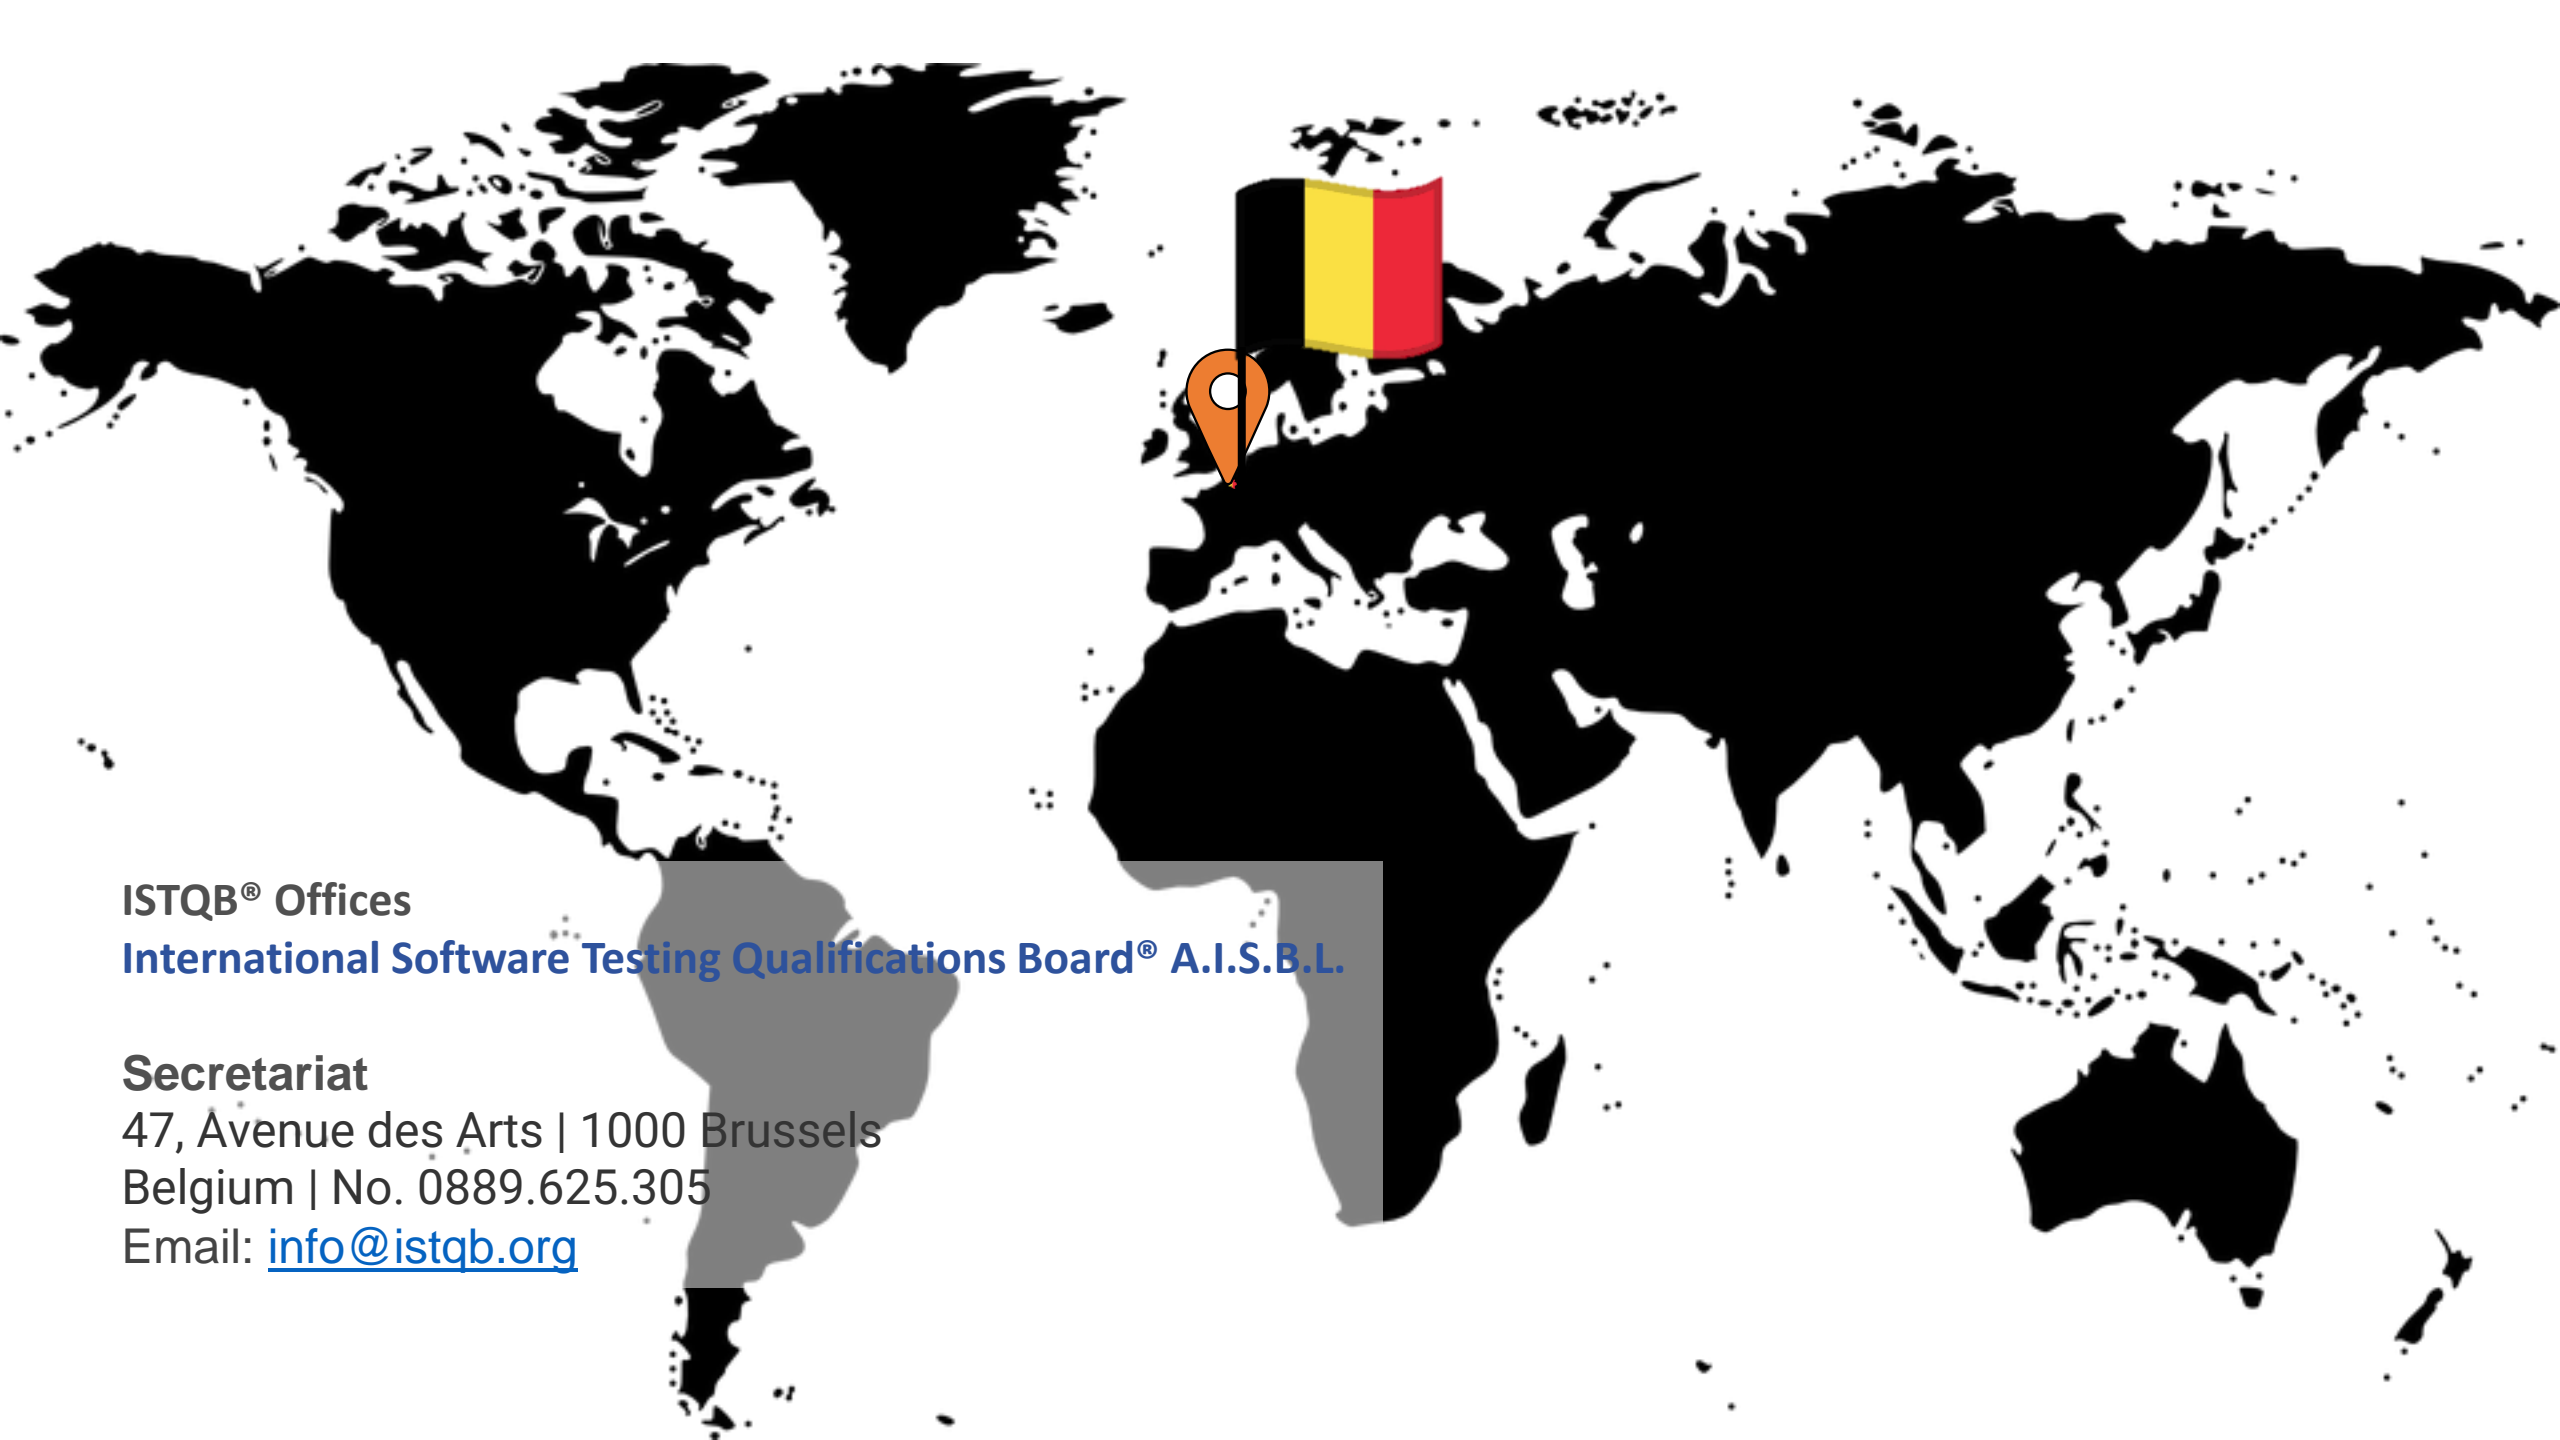 ISTQB® Offices
International Software Testing Qualifications Board® A.I.S.B.L.
Secretariat
47, Avenue des Arts | 1000 Brussels
Belgium | No. 0889.625.305
Email: info@istqb.org